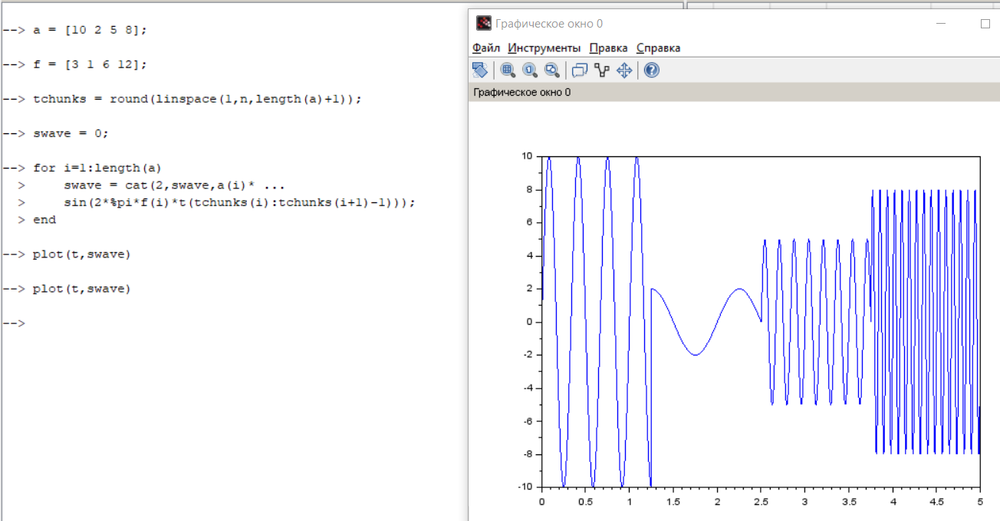 --> a = [10 2 5 8];
--> f = [3 1 6 12];
--> tchunks = round(linspace(1,n,length(a)+1));
--> swave = 0;
--> for i=1:length(a)
> swave = cat(2,swave,a(i)* ...
> sin(2*%pi*f(i)*t(tchunks(i):tchunks(i+1)-1)));
> end
--> plot(t,swave)
--> plot(t,swave)
-->
Графическое окно 0
Файл Инструменты Правка Справка
Графическое окно 0
10
8
6
4
2
0
-2
-4
-6
-8
-10
0 0.5 1 1.5 2 2.5 3 3.5 4 4.5 5